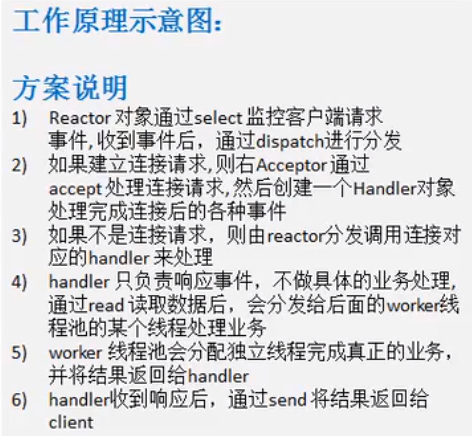 工作原理示意图：
方案说明
1) Reactor 对象通过select 监控客户端请求
事件, 收到事件后，通过dispatch进行分发
2) 如果建立连接请求, 则右Acceptor 通过
accept 处理连接请求, 然后创建一个Handler对象
处理完成连接后的各种事件
3) 如果不是连接请求，则由reactor分发调用连接对
应的handler 来处理
4) handler 只负责响应事件，不做具体的业务处理,
通过read 读取数据后，会分发给后面的worker线
程池的某个线程处理业务
5) worker 线程池会分配独立线程完成真正的业务，
并将结果返回给handler
6) handler收到响应后，通过send 将结果返回给
client